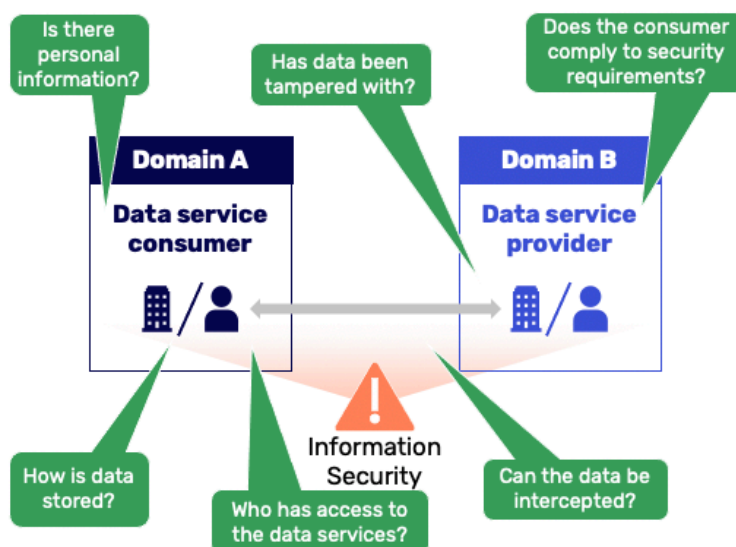 Is there
personal
information?
Has data been
tampered with?
Does the consumer
comply to security
requirements?
Domain A
Domain B
Data service
consumer
Data service
provider
Information
Security
How is data
stored?
Who has access to
the data services?
Can the data be
intercepted?